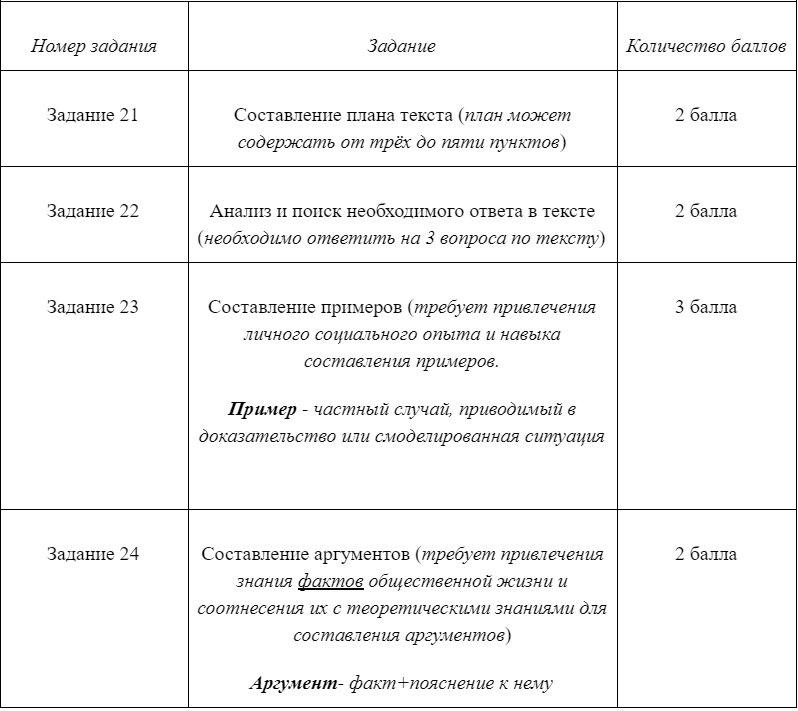 Номер задания
Задание
Количество баллов
Задание 21
Составление плана текста (план может
содержать от трёх до пяти пунктов)
2 балла
Задание 22
Анализ и поиск необходимого ответа в тексте
(необходимо ответить на 3 вопроса по тексту)
2 балла
Задание 23
Составление примеров (требует привлечения
личного социального опыта и навыка
составления примеров.
Пример - частный случай, приводимый в
доказательство или смоделированная ситуация
3 балла
Задание 24
Составление аргументов (требует привлечения
знания фактов общественной жизни и
соотнесения их с теоретическими знаниями для
составления аргументов)
Аргумент- факт+пояснение к нему
2 балла